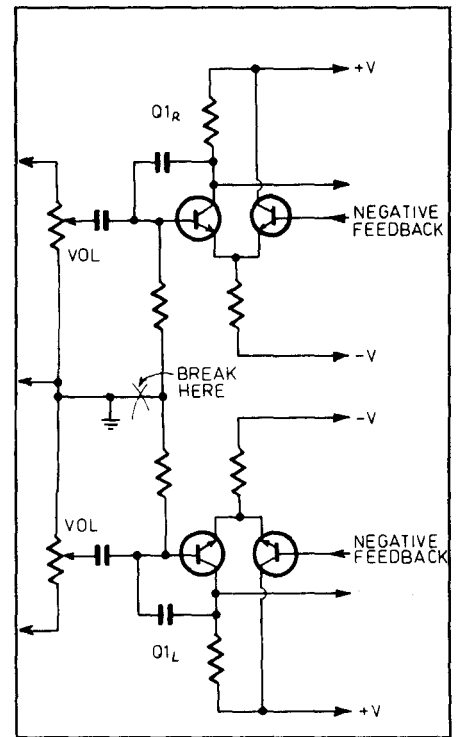 +V
Q1R
NEGATIVE
FEEDBACK
VOL
-V
BREAK
HERE
-V
VOL
NEGATIVE
FEEDBACK
Q1L
+V